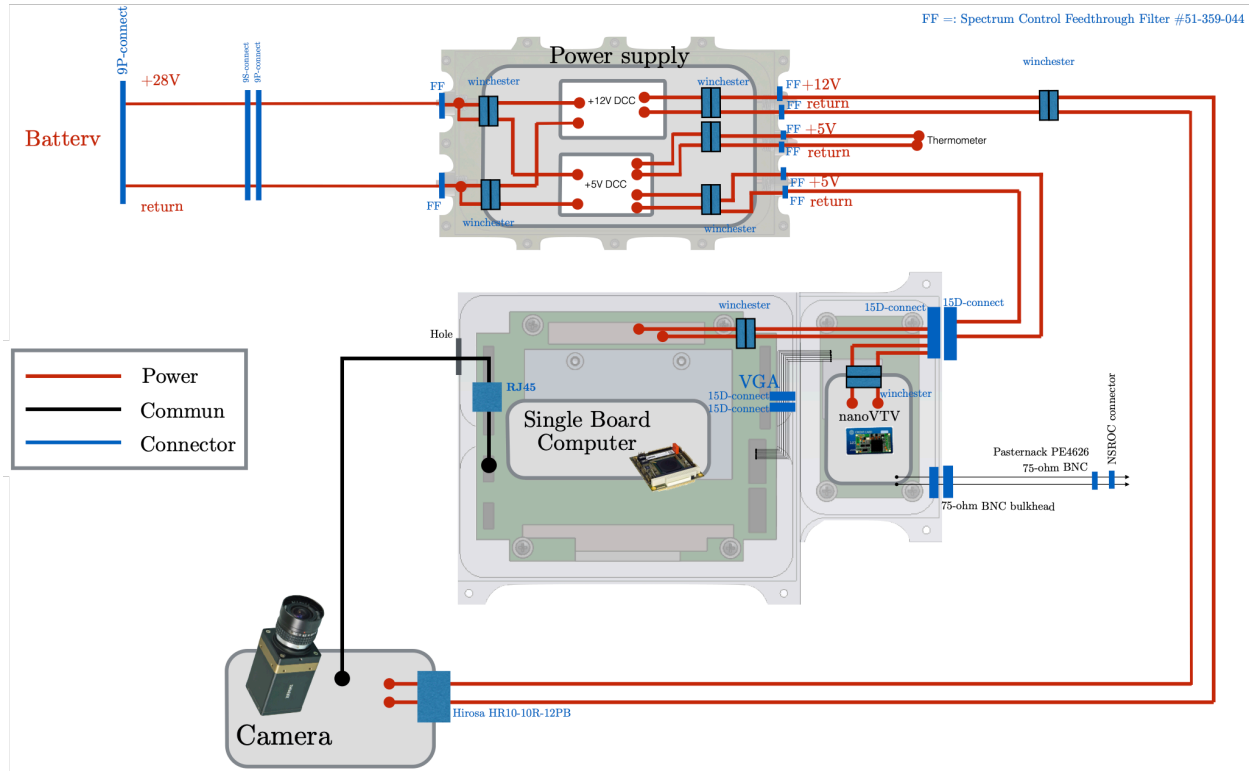 FF =: Spectrum Control Feedthrough Filter #51-359-044
9P-connect
9S-connect
9P-connect
+28V
Battery
return
Power supply
FF
winchester
+12V DCC
winchester
FF
+12V
FF
return
winchester
+5V DCC
FF
+5V
FF
return
Thermometer
FF
winchester
winchester
FF
+5V
FF
return
Hole
winchester
15D-connect
15D-connect
Power
Commun
Connector
RJ45
VGA
15D-connect
15D-connect
Single Board
Computer
winchester
nanoVTV
Pasternack PE4626
75-ohm BNC
NSROC connector
75-ohm BNC bulkhead
Camera
Hirosa HR10-10R-12PB